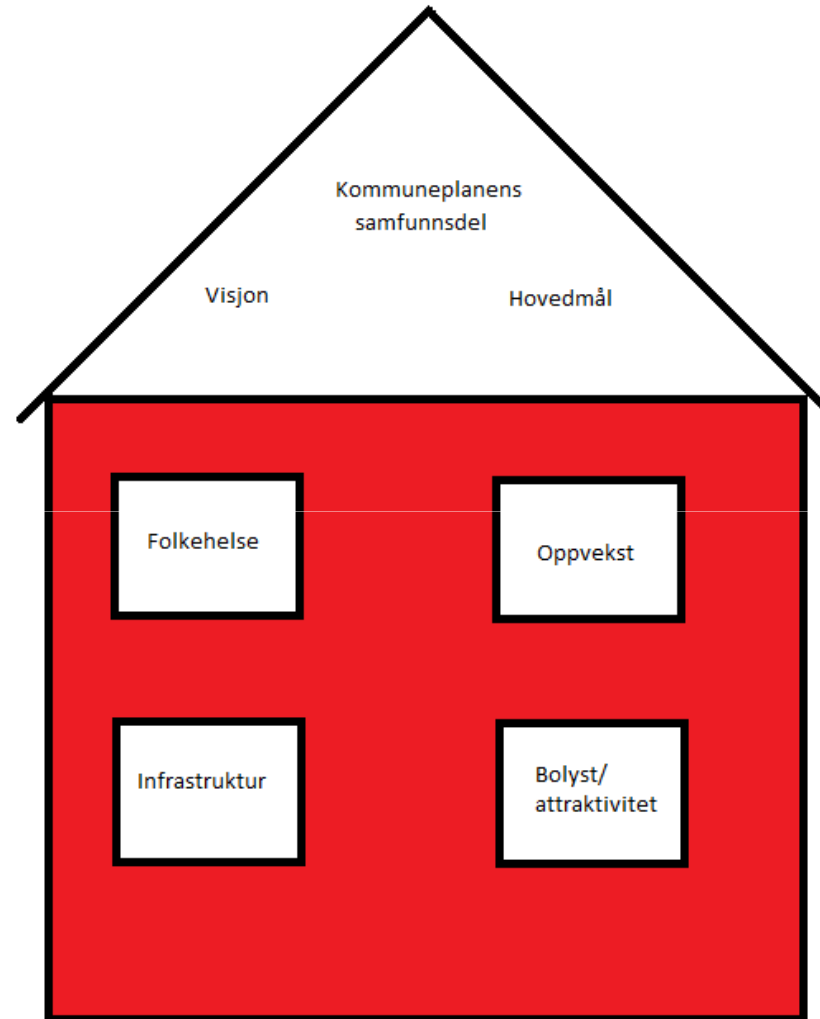 Kommuneplanens
samfunnsdel
Visjon
Hovedmål
Folkehelse
Oppvekst
Infrastruktur
Bolyst/
attraktivitet